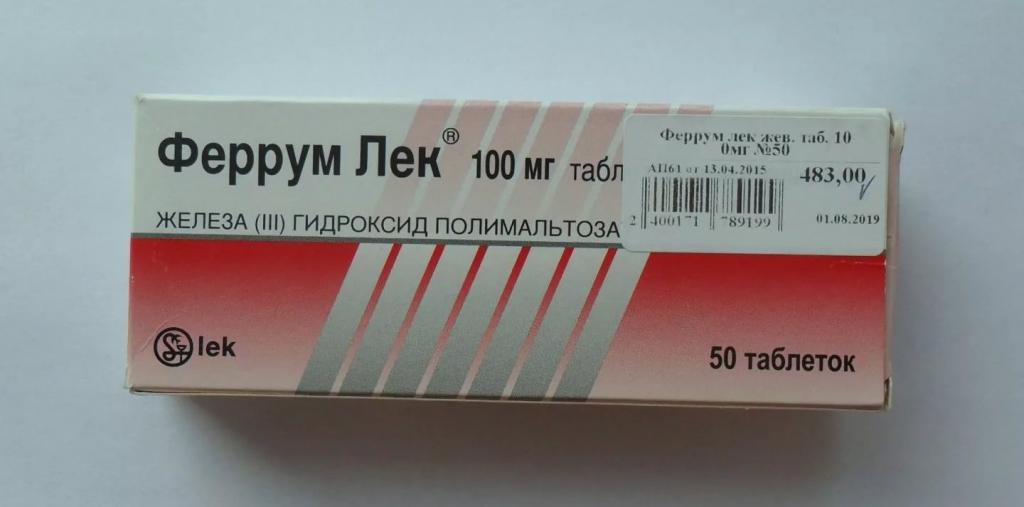 Феррум Лек®
100 мг табл
ЖЕЛЕЗА (III) ГИДРОКСИД ПОЛИМАЛЬТОЗА
lek
50 таблеток
Феррум лек жев. таб. 10
0мг №50
АП61 от 13.04.2015
483,00
2 400171 789199
01.08.2019